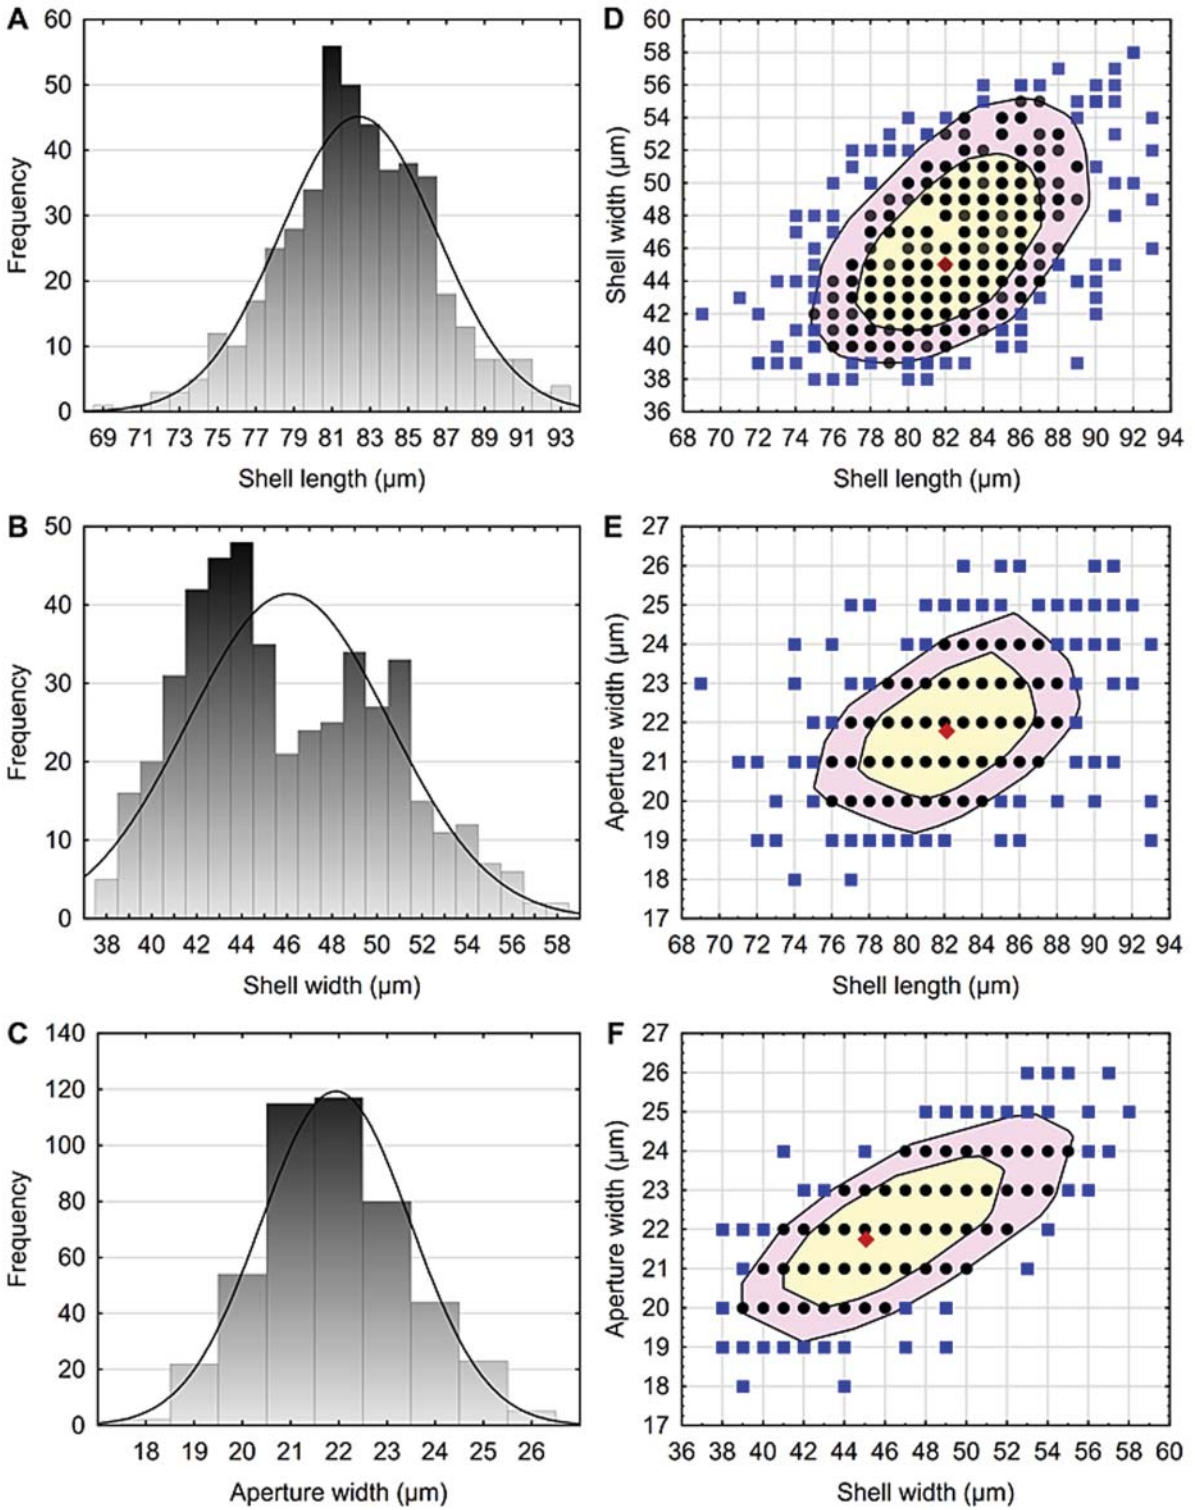 A
60
50
40
30
20
10
0
Frequency
69 71 73 75 77 79 81 83 85 87 89 91 93
Shell length (µm)
D
60
58
56
54
52
50
48
46
44
42
40
38
36
Shell width (µm)
68 70 72 74 76 78 80 82 84 86 88 90 92 94
Shell length (µm)
B
50
40
30
20
10
0
Frequency
38 40 42 44 46 48 50 52 54 56 58
Shell width (µm)
E
27
26
25
24
23
22
21
20
19
18
17
Aperture width (µm)
68 70 72 74 76 78 80 82 84 86 88 90 92 94
Shell length (µm)
C
140
120
100
80
60
40
20
0
Frequency
18 19 20 21 22 23 24 25 26
Aperture width (µm)
F
27
26
25
24
23
22
21
20
19
18
17
Aperture width (µm)
36 38 40 42 44 46 48 50 52 54 56 58 60
Shell width (µm)